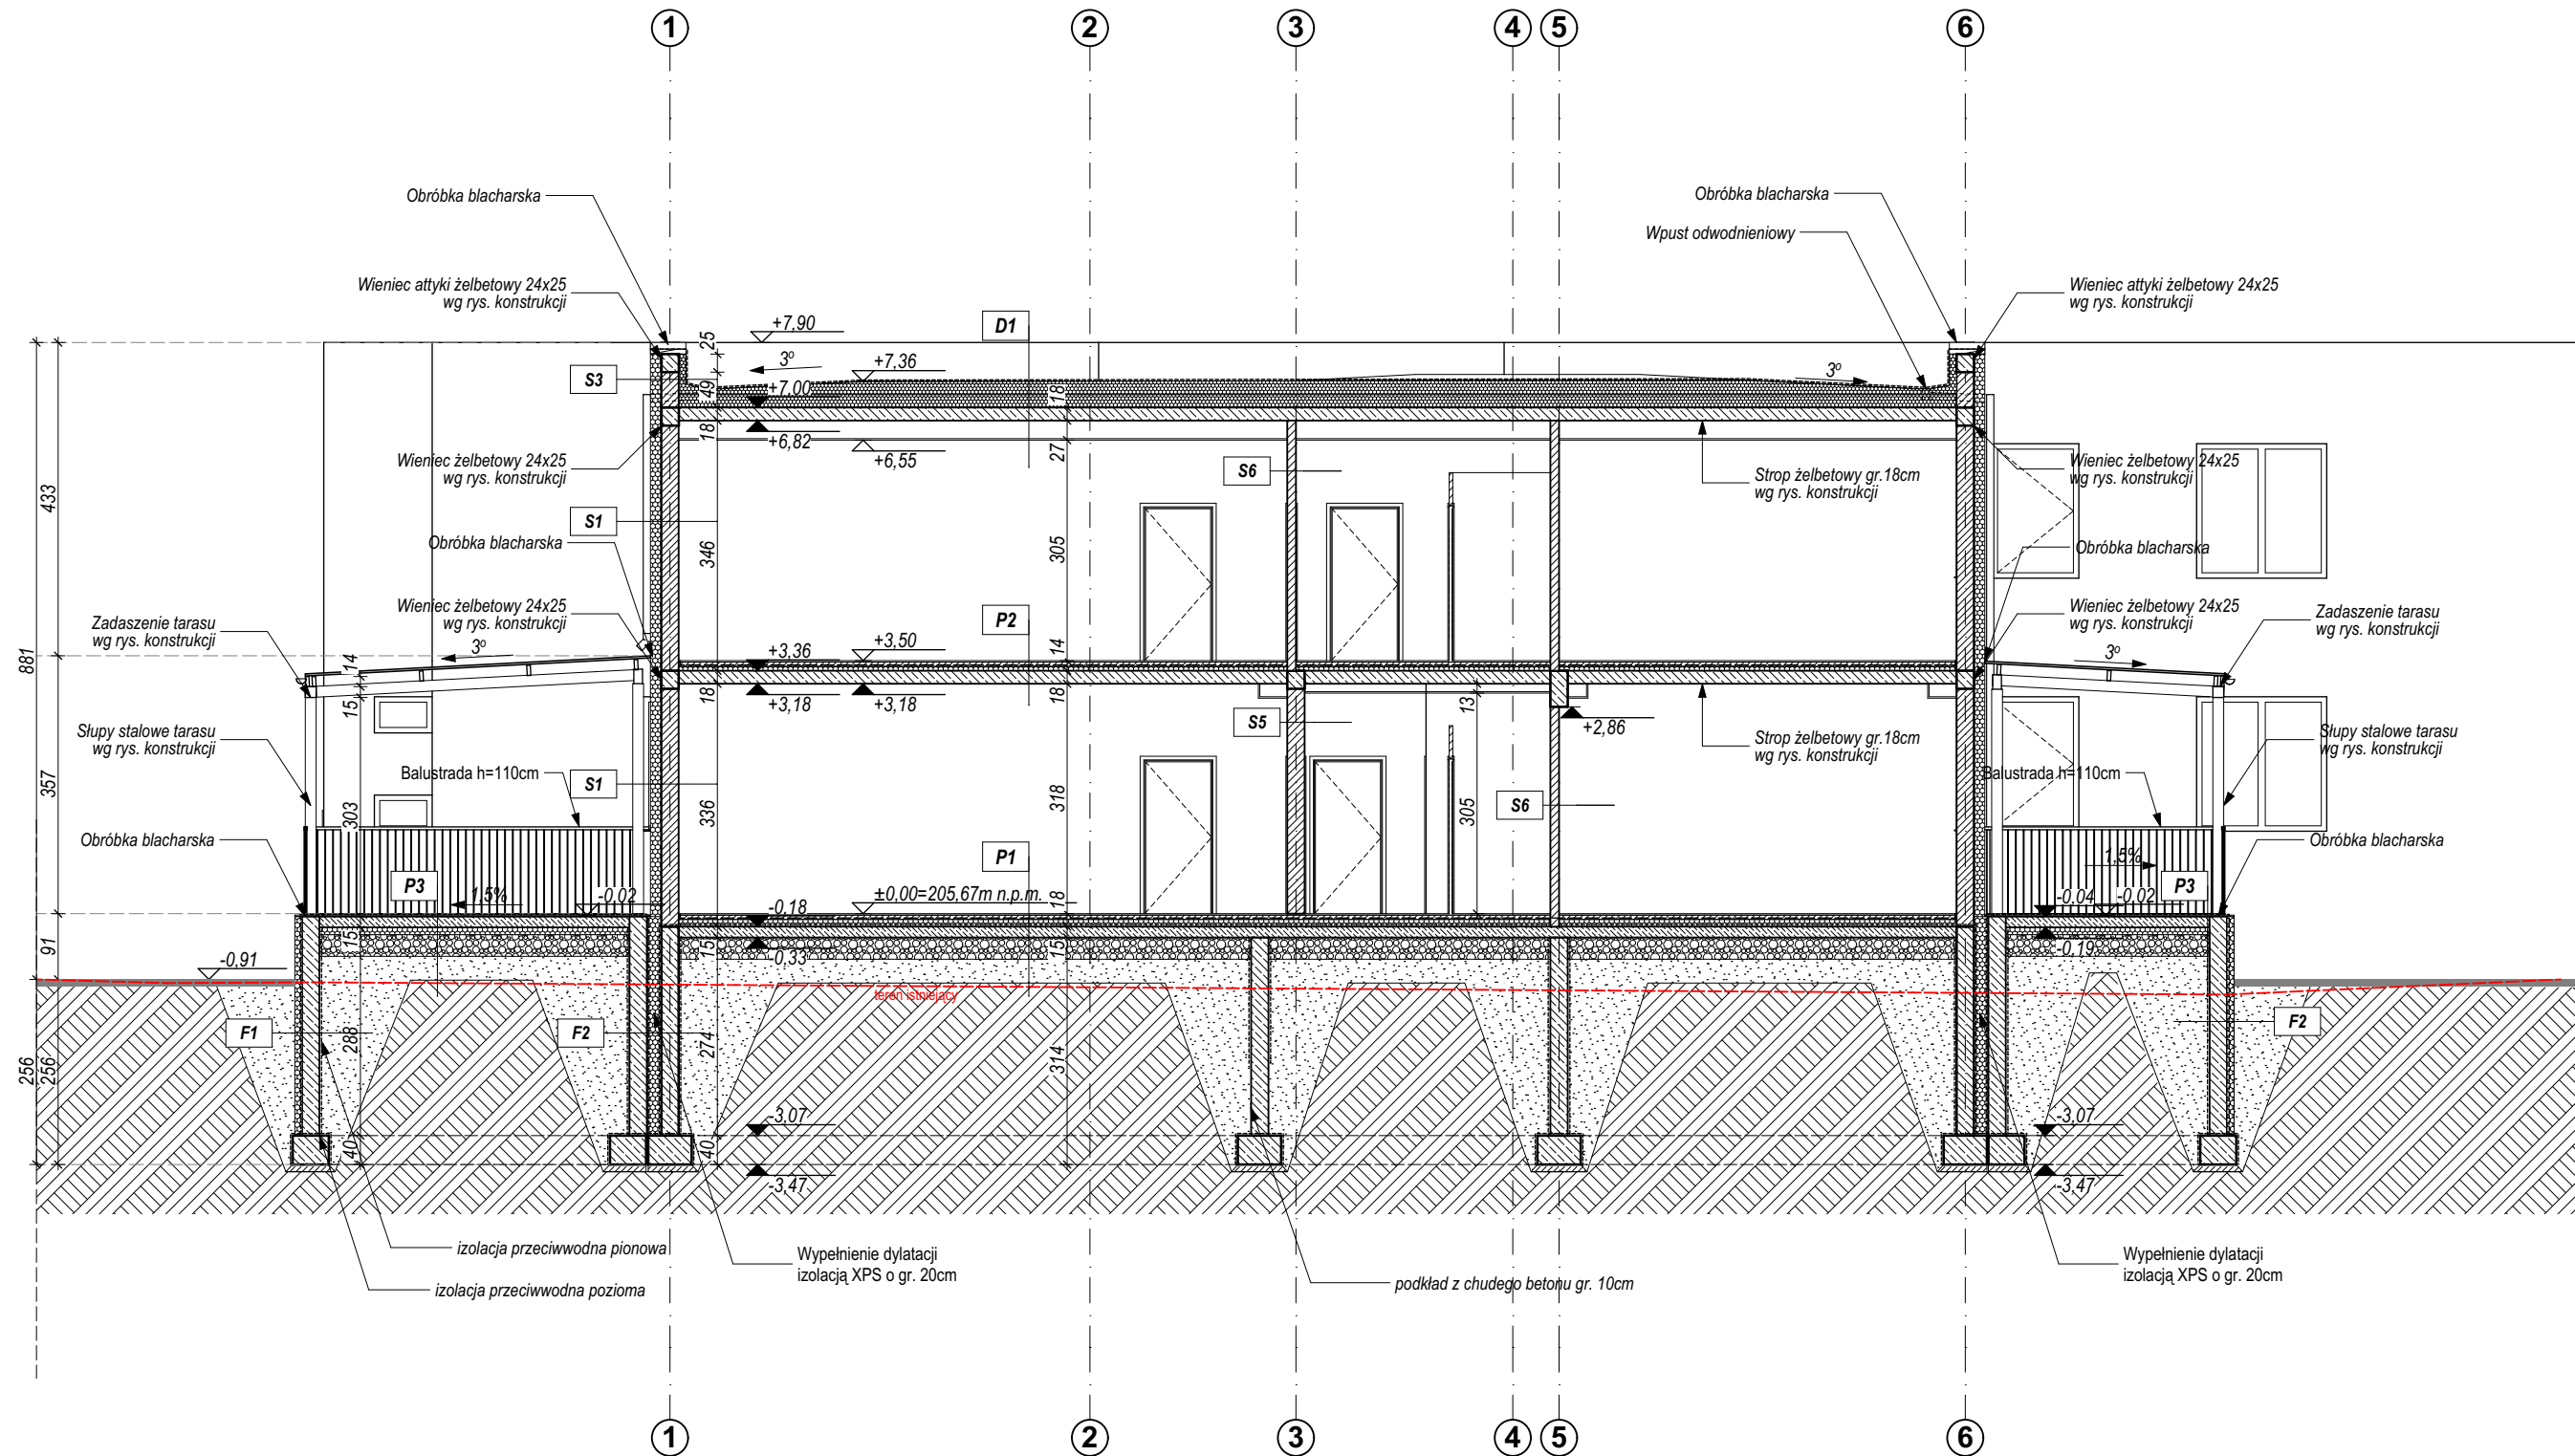 1
2
3
4
5
6
Obróbka blacharska
Obróbka blacharska
Wpust odwodnieniowy
Wieniec attyki żelbetowy 24x25
wg rys. konstrukcji
Wieniec attyki żelbetowy 24x25
wg rys. konstrukcji
+7,90
25
D1
3º
+7,36
3º
S3
49
+7,00
18
18
+6,82
27
+6,55
Wieniec żelbetowy 24x25
wg rys. konstrukcji
S6
Strop żelbetowy gr.18cm
wg rys. konstrukcji
Wieniec żelbetowy 24x25
wg rys. konstrukcji
433
S1
346
305
Obróbka blacharska
Obróbka blacharska
Wieniec żelbetowy 24x25
wg rys. konstrukcji
Wieniec żelbetowy 24x25
wg rys. konstrukcji
Zadaszenie tarasu
wg rys. konstrukcji
Zadaszenie tarasu
wg rys. konstrukcji
P2
881
3º
14
+3,36
+3,50
14
3º
15
18
+3,18
+3,18
18
13
S5
+2,86
Słupy stalowe tarasu
wg rys. konstrukcji
Strop żelbetowy gr.18cm
wg rys. konstrukcji
Słupy stalowe tarasu
wg rys. konstrukcji
357
Balustrada h=110cm
S1
Balustrada h=110cm
303
336
318
305
S6
Obróbka blacharska
Obróbka blacharska
P1
1,5%
P3
1,5%
-0,02
±0,00=205,67m n.p.m.
P3
-0,18
18
-0,04
-0,02
91
15
15
-0,33
15
-0,19
-0,91
teren istniejący
F1
288
F2
274
F2
256
256
314
-3,07
-3,07
40
40
-3,47
-3,47
izolacja przeciwwodna pionowa
Wypełnienie dylatacji
izolacją XPS o gr. 20cm
izolacja przeciwwodna pozioma
podkład z chudego betonu gr. 10cm
Wypełnienie dylatacji
izolacją XPS o gr. 20cm
1
2
3
4
5
6